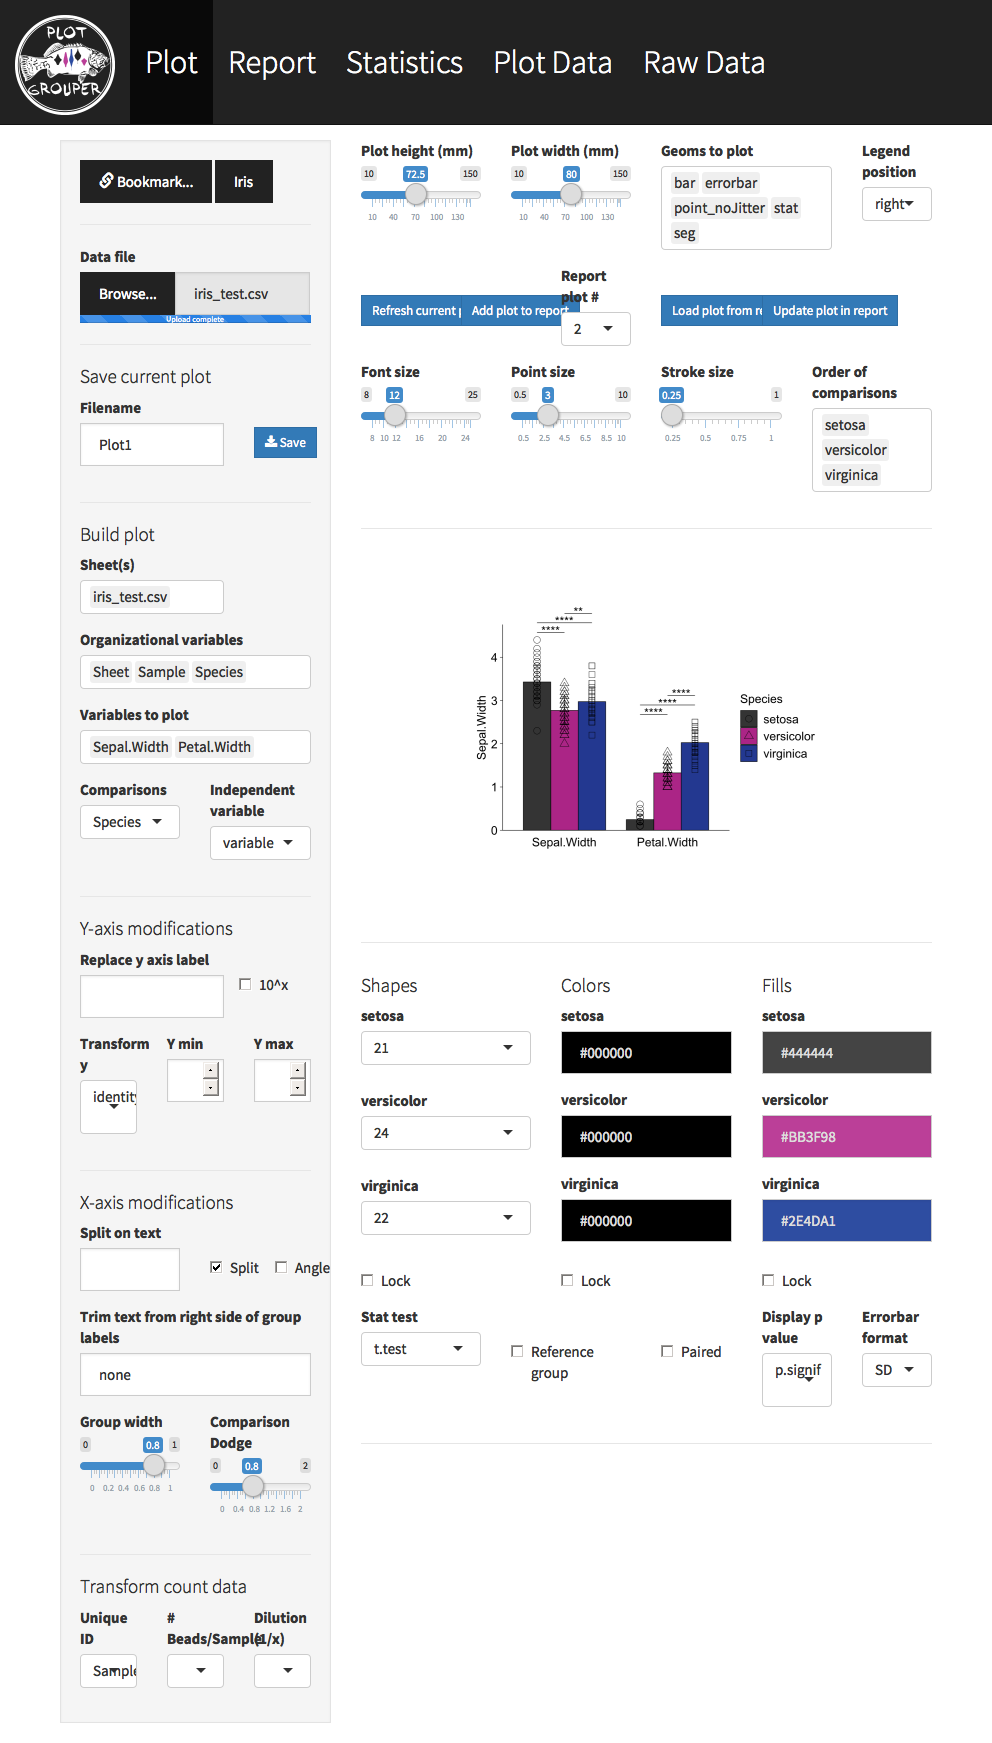 PLOT
GROUPER
Plot Report Statistics Plot Data Raw Data
Bookmark... Iris
Data file
Browse... iris_test.csv
Upload complete
Save current plot
Filename
Plot1 Save
Build plot
Sheet(s)
iris_test.csv
Organizational variables
Sheet Sample Species
Variables to plot
Sepal.Width Petal.Width
Comparisons
Species
Independent
variable
variable
Y-axis modifications
Replace y axis label
10^x
Transform
y
identity
Y min
Y max
X-axis modifications
Split on text
Split Angle
Trim text from right side of group
labels
none
Group width
0 0.8 1
0 0.2 0.4 0.6 0.8 1
Comparison
Dodge
0 0.8 2
0 0.4 0.8 1.2 1.6 2
Transform count data
Unique
ID
Sample
#
Beads/Sample
Dilution
(1/x)
Plot height (mm)
10 72.5 150
10 40 70 100 130
Plot width (mm)
10 80 150
10 40 70 100 130
Geoms to plot
bar errorbar
point_noJitter stat
seg
Legend
position
right
Refresh current p
Add plot to report
Report
plot #
2
Load plot from re
Update plot in report
Font size
8 12 25
8 10 12 16 20 24
Point size
0.5 3 10
0.5 2.5 4.5 6.5 8.5 10
Stroke size
0.25 1
0.25 0.5 0.75 1
Order of
comparisons
setosa
versicolor
virginica
Sepal.Width
4
3
2
1
0
**
****
****
****
****
****
Sepal.Width Petal.Width
Species
setosa
versicolor
virginica
Shapes
setosa
21
versicolor
24
virginica
22
Lock
Colors
setosa
#000000
versicolor
#000000
virginica
#000000
Lock
Fills
setosa
#444444
versicolor
#BB3F98
virginica
#2E4DA1
Lock
Stat test
t.test
Reference
group
Paired
Display p
value
p.signif
Errorbar
format
SD